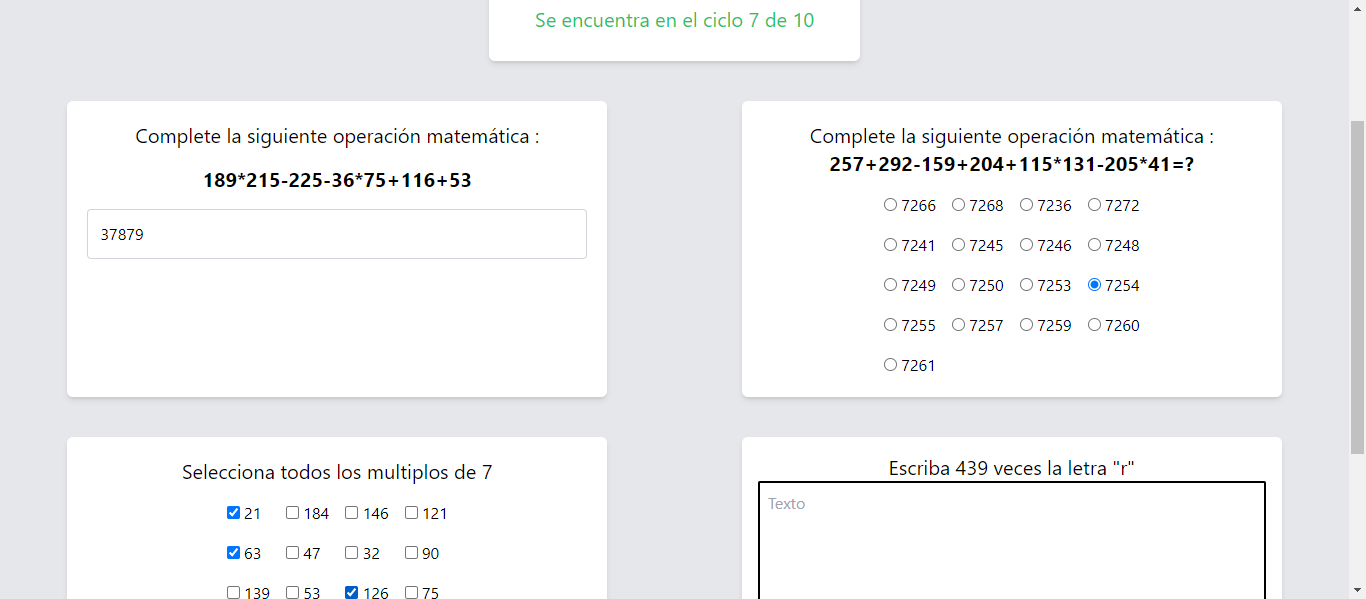 Se encuentra en el ciclo 7 de 10
Complete la siguiente operación matemática :
189*215-225-36*75+116+53
37879
Complete la siguiente operación matemática :
257+292-159+204+115*131-205*41=?
7266 7268 7236 7272
7241 7245 7246 7248
7249 7250 7253 7254
7255 7257 7259 7260
7261
Selecciona todos los multiplos de 7
21 184 146 121
63 47 32 90
139 53 126 75
Escriba 439 veces la letra "r"
Texto